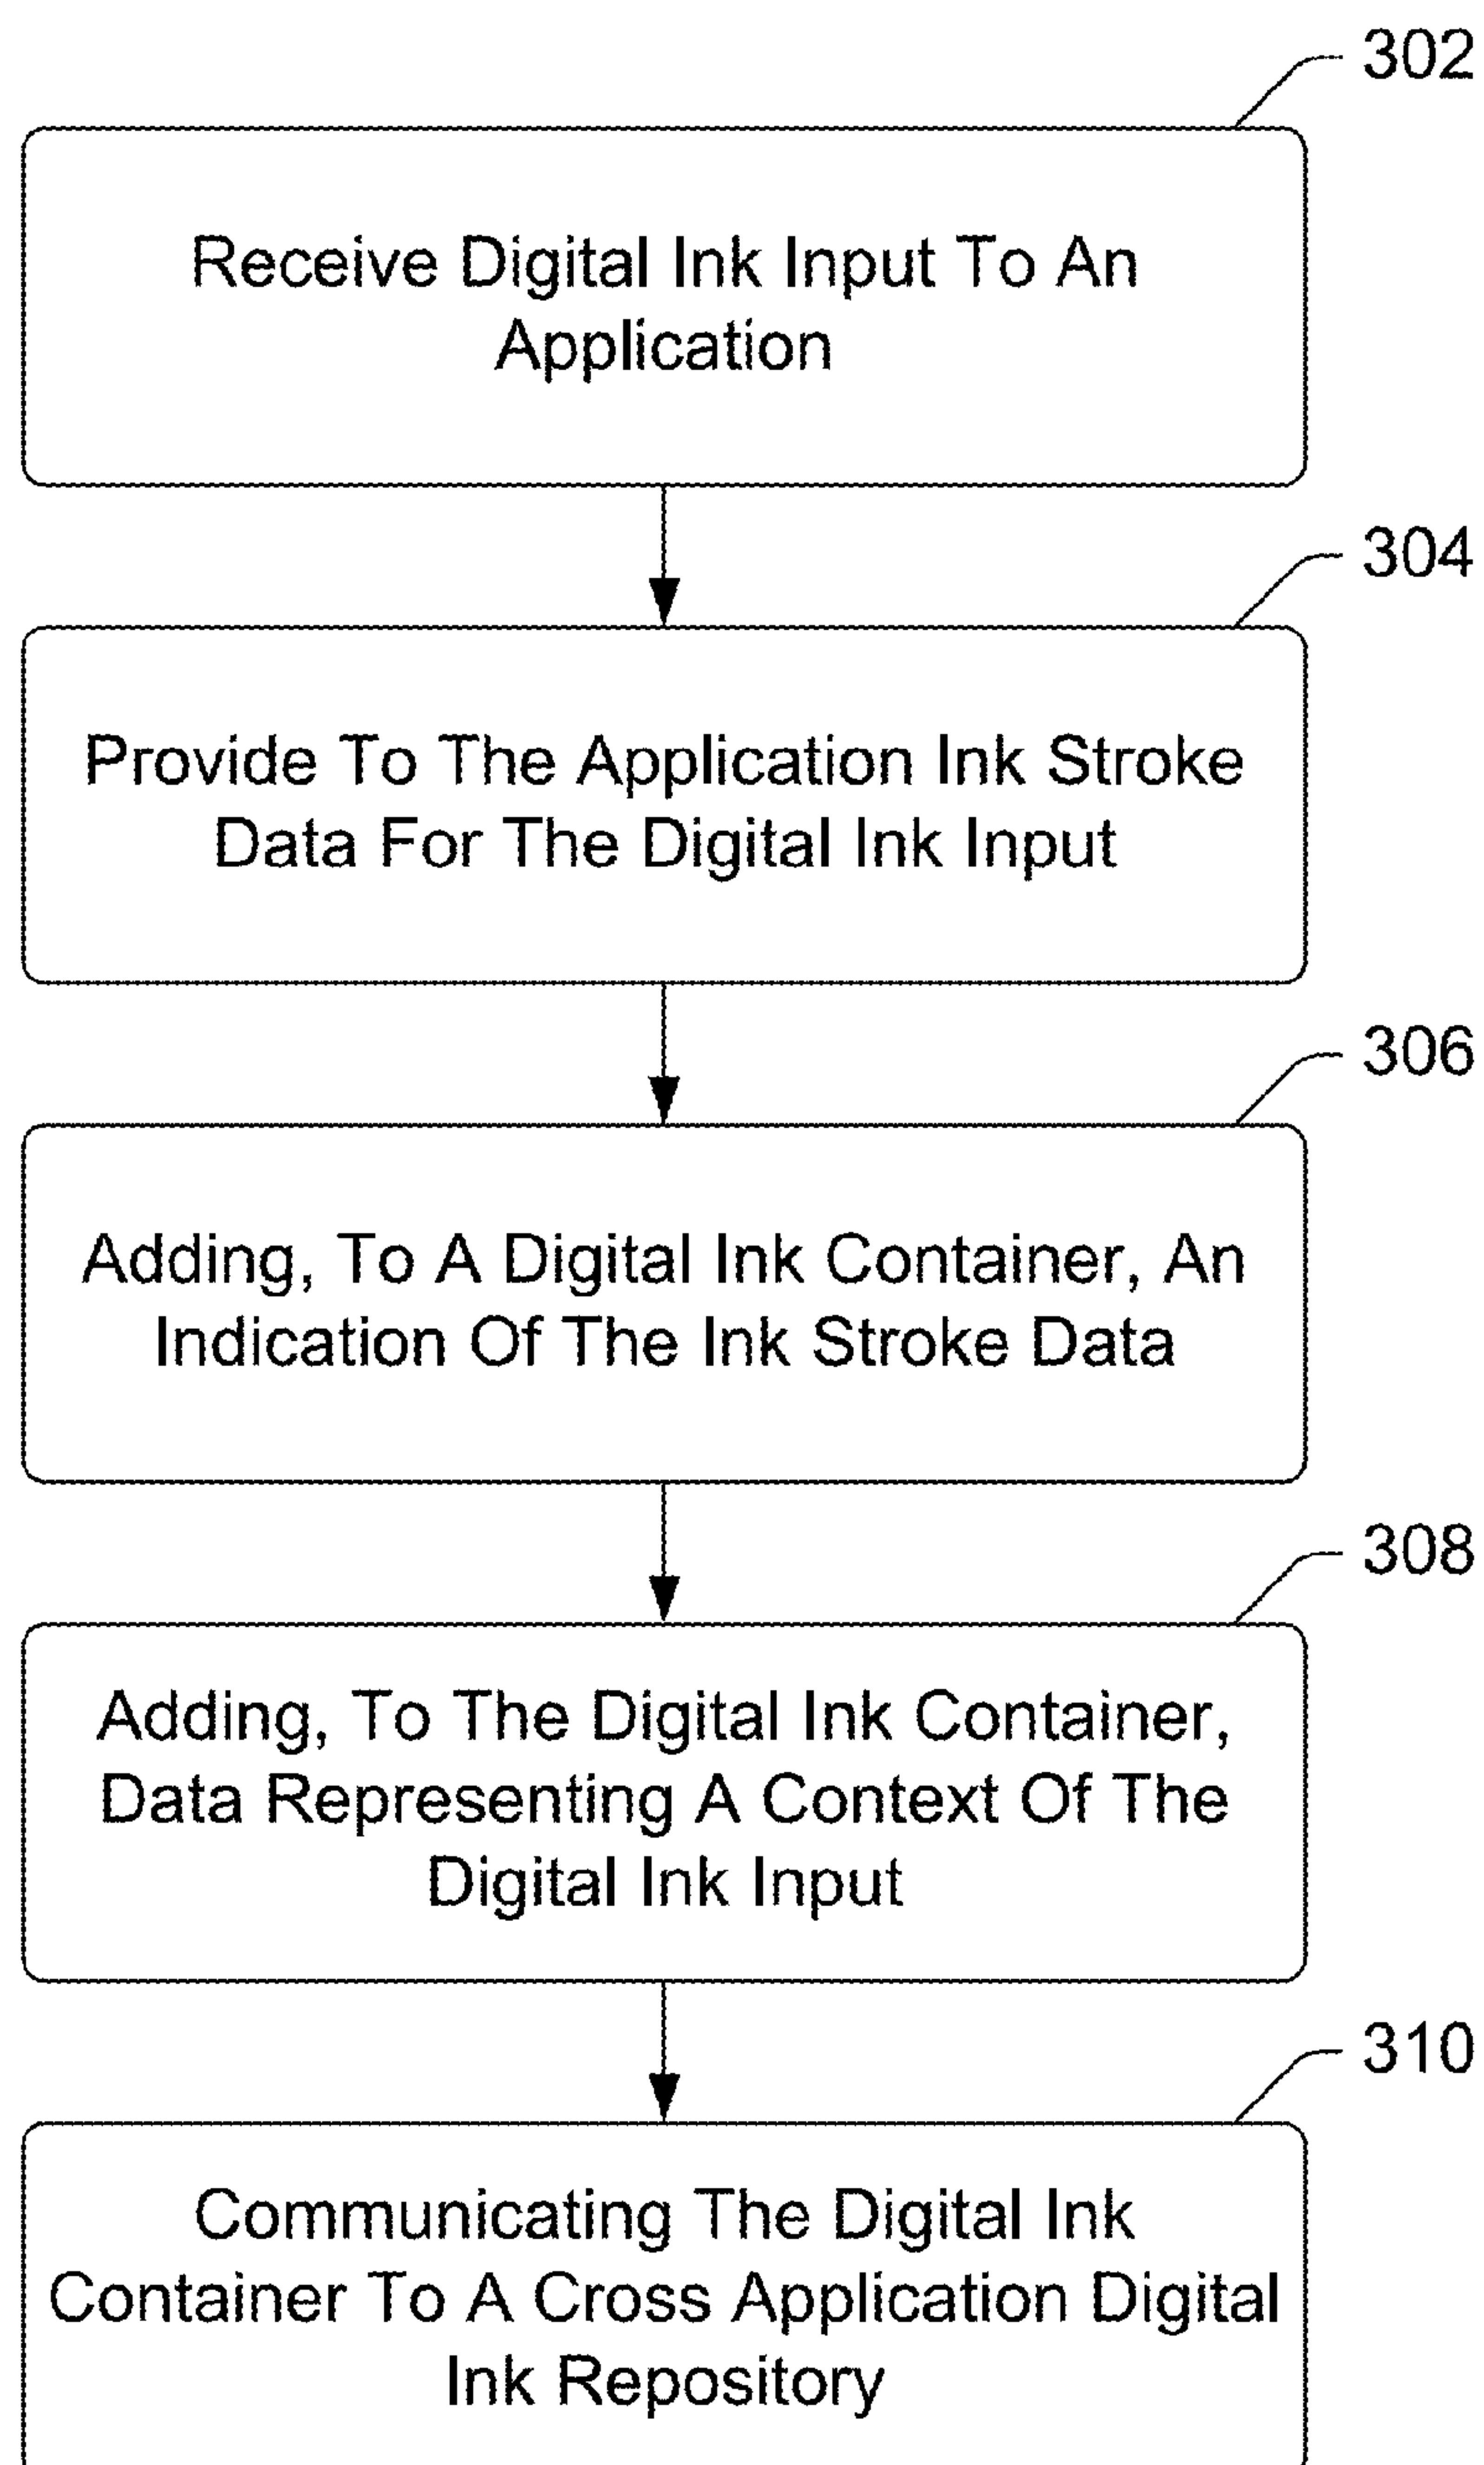 302
Receive Digital Ink Input To An
Application
304
Provide To The Application Ink Stroke
Data For The Digital Ink Input
306
Adding, To A Digital Ink Container, An
Indication Of The Ink Stroke Data
308
Adding, To The Digital Ink Container,
Data Representing A Context Of The
Digital Ink Input
310
Communicating The Digital Ink
Container To A Cross Application Digital
Ink Repository